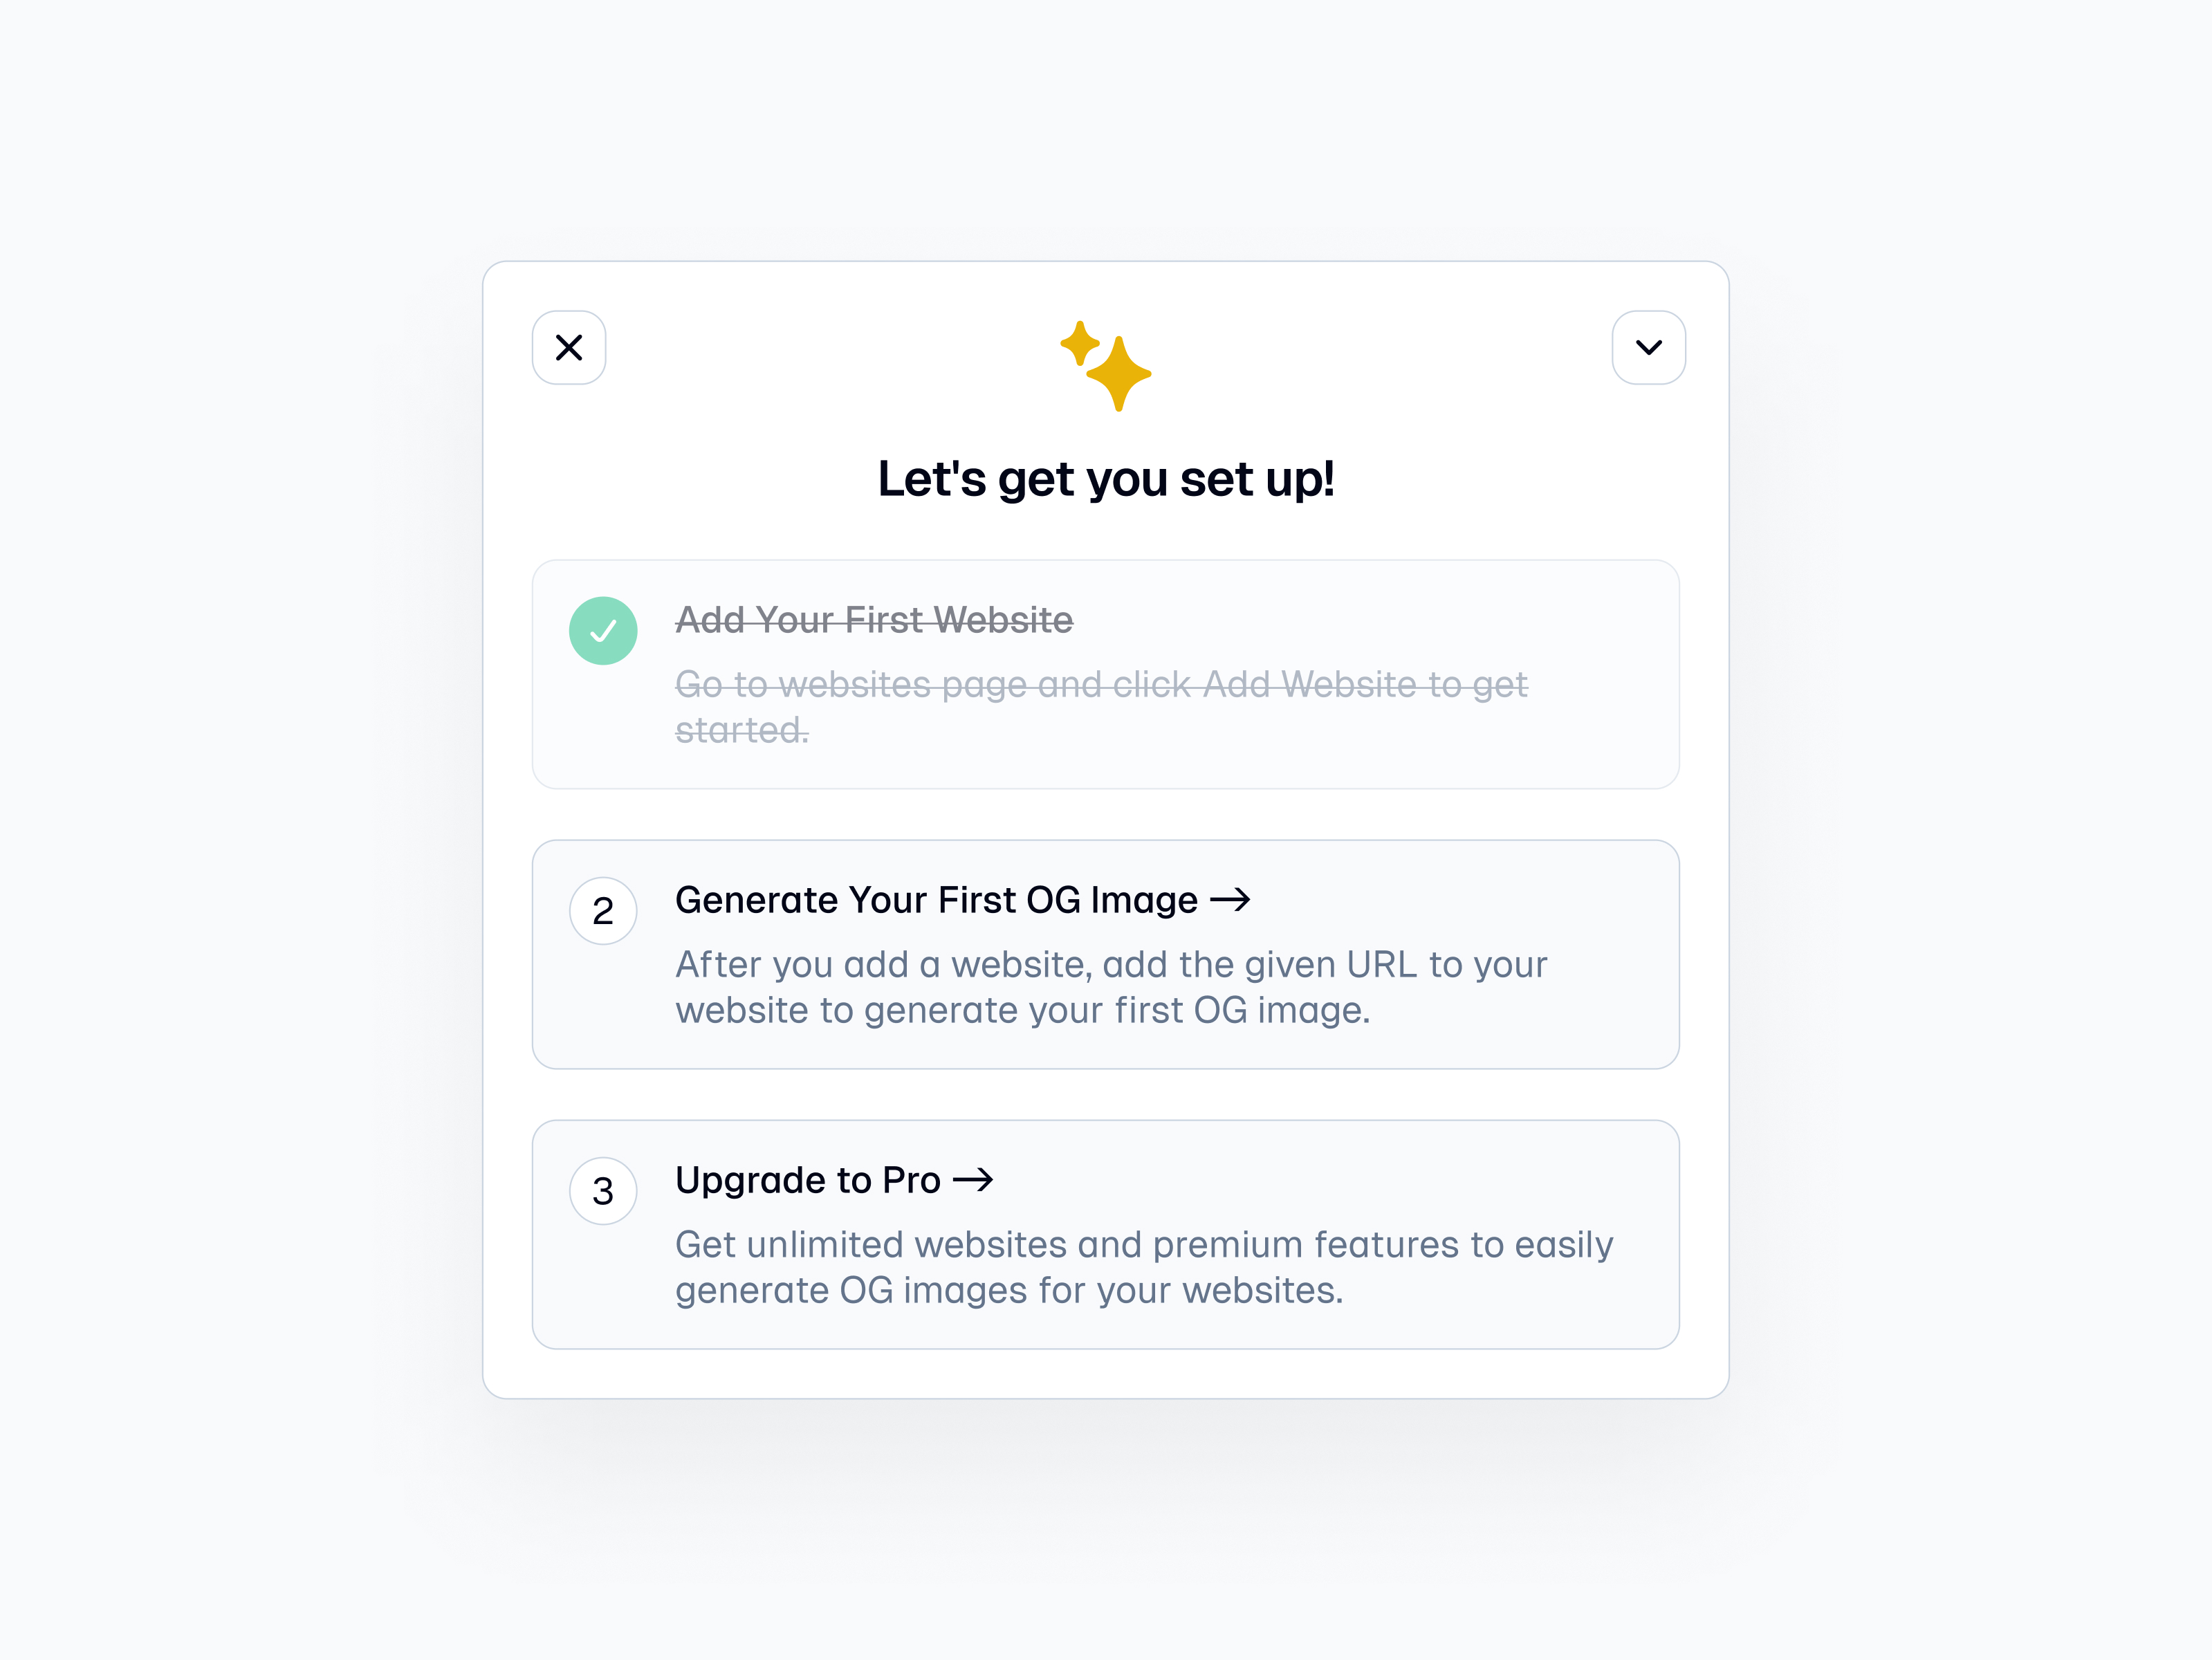 Let's get you set up!
Add Your First Website
Go to websites page and click Add Website to get
started.
2
Generate Your First OG Image →
After you add a website, add the given URL to your
website to generate your first OG image.
3
Upgrade to Pro →
Get unlimited websites and premium features to easily
generate OG images for your websites.